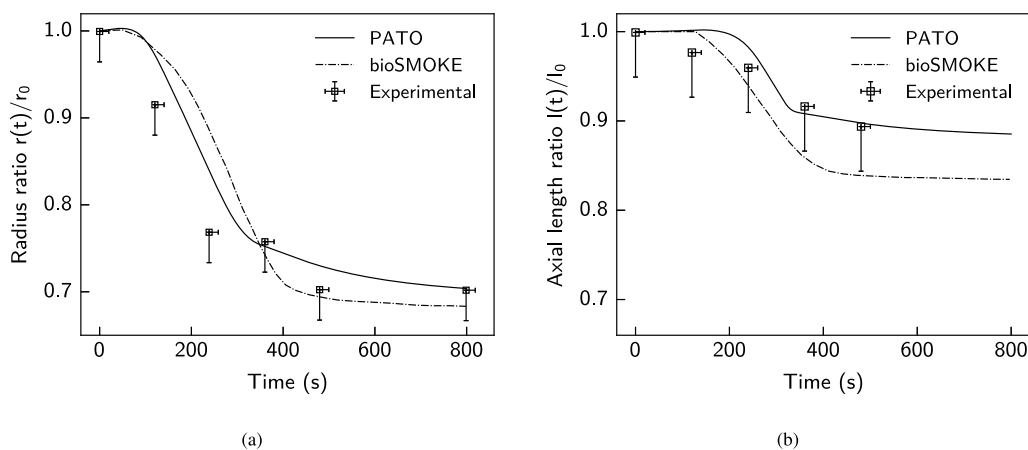 1.0
0.9
0.8
0.7
Radius ratio r(t)/r₀
PATO
bioSMOKE
Experimental
0 200 400 600 800
Time (s)
(a)
1.0
0.9
0.8
0.7
Axial length ratio l(t)/l₀
PATO
bioSMOKE
Experimental
0 200 400 600 800
Time (s)
(b)